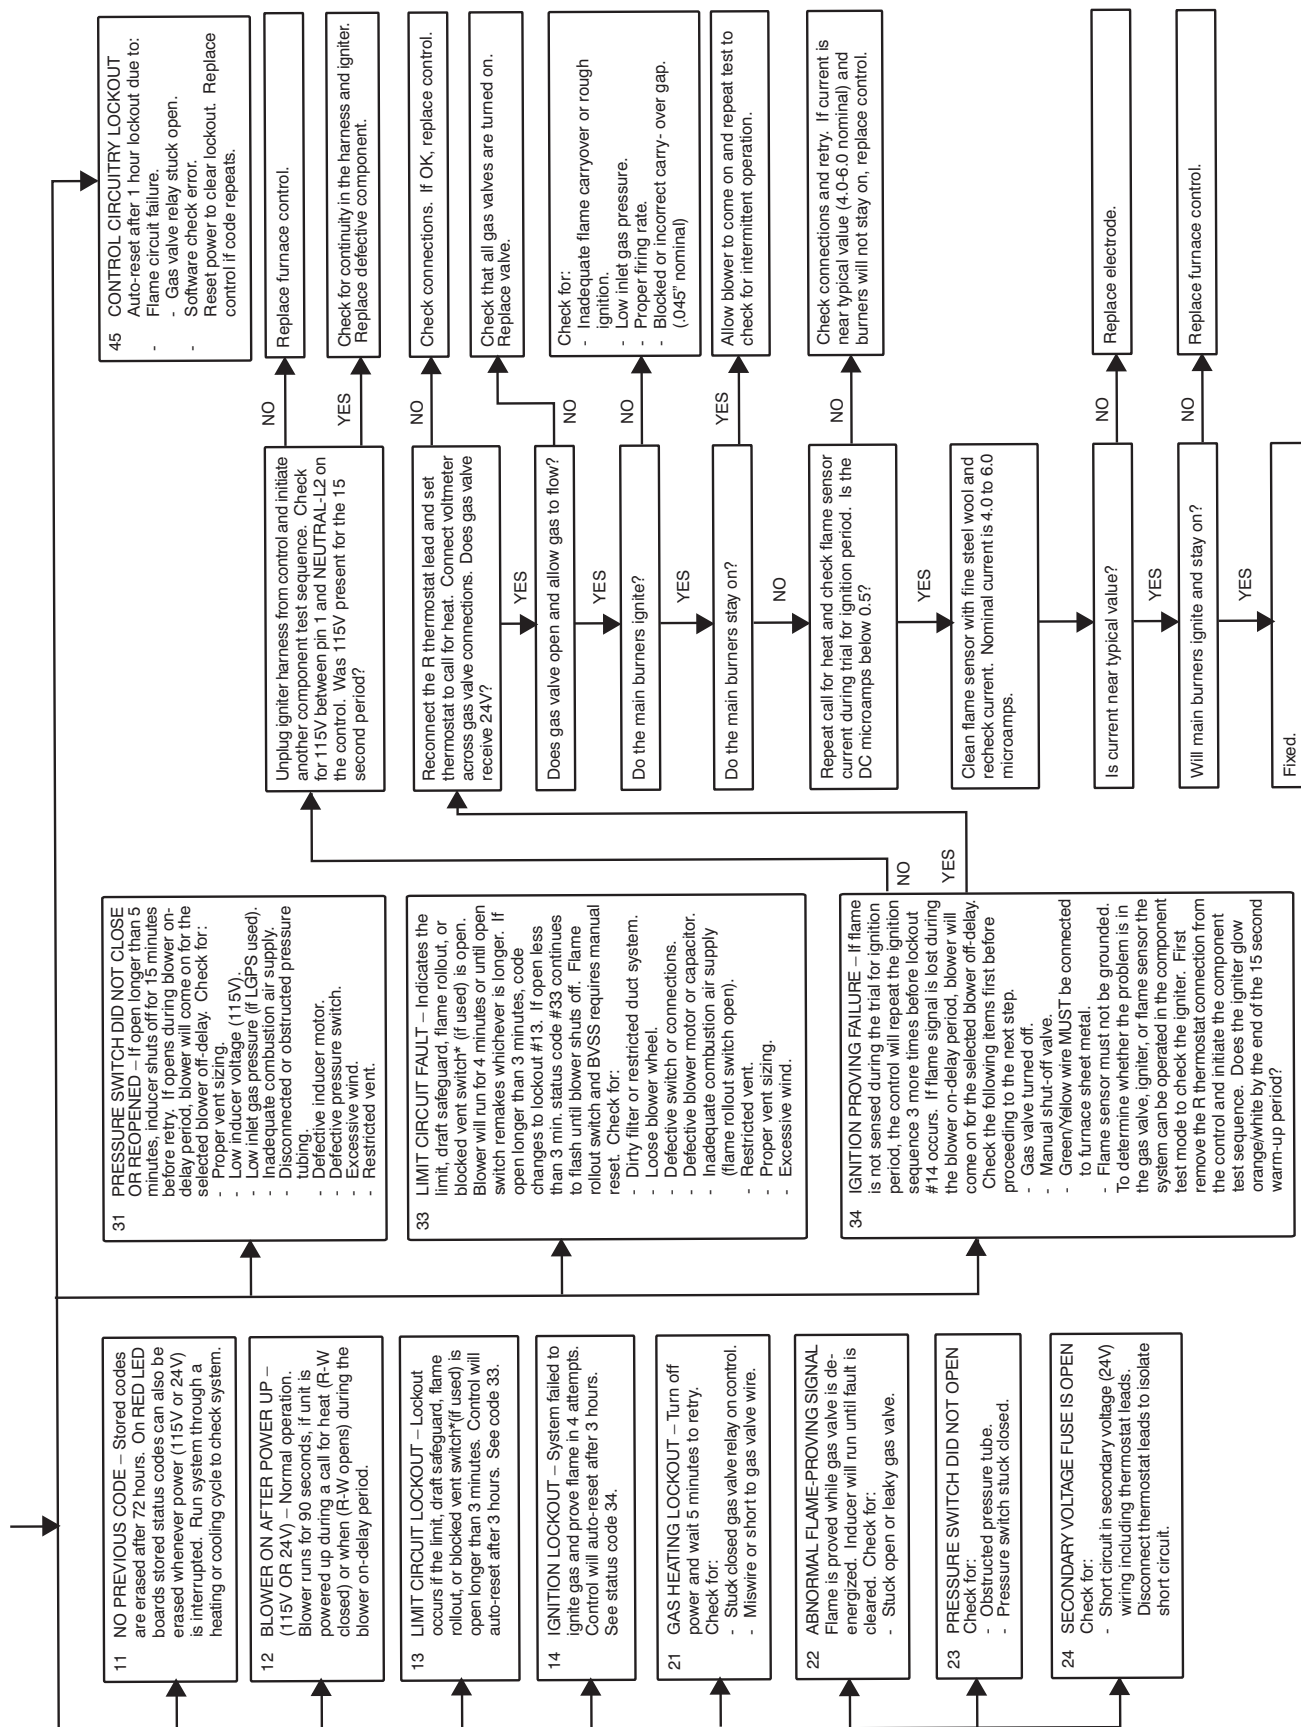 11 NO PREVIOUS CODE – Stored codes
are erased after 72 hours. On RED LED
boards stored status codes can also be
erased whenever power (115V or 24V)
is interrupted. Run system through a
heating or cooling cycle to check system.
12 BLOWER ON AFTER POWER UP –
(115V OR 24V) – Normal operation.
Blower runs for 90 seconds, if unit is
powered up during a call for heat (R-W
closed) or when (R-W opens) during the
blower on-delay period.
13 LIMIT CIRCUIT LOCKOUT – Lockout
occurs if the limit, draft safeguard, flame
rollout, or blocked vent switch*(if used) is
open longer than 3 minutes. Control will
auto-reset after 3 hours. See code 33.
14 IGNITION LOCKOUT – System failed to
ignite gas and prove flame in 4 attempts.
Control will auto-reset after 3 hours.
See status code 34.
21 GAS HEATING LOCKOUT – Turn off
power and wait 5 minutes to retry.
Check for:
- Stuck closed gas valve relay on control.
- Miswire or short to gas valve wire.
22 ABNORMAL FLAME-PROVING SIGNAL
Flame is proved while gas valve is de-
energized. Inducer will run until fault is
cleared. Check for:
- Stuck open or leaky gas valve.
23 PRESSURE SWITCH DID NOT OPEN
Check for:
- Obstructed pressure tube.
- Pressure switch stuck closed.
24 SECONDARY VOLTAGE FUSE IS OPEN
Check for:
- Short circuit in secondary voltage (24V)
wiring including thermostat leads.
Disconnect thermostat leads to isolate
short circuit.
31 PRESSURE SWITCH DID NOT CLOSE
OR REOPENED – If open longer than 5
minutes, inducer shuts off for 15 minutes
before retry. If opens during blower on-
delay period, blower will come on for the
selected blower off-delay. Check for:
- Proper vent sizing.
- Low inducer voltage (115V).
- Low inlet gas pressure (if LGPS used).
- Inadequate combustion air supply.
- Disconnected or obstructed pressure
tubing.
- Defective inducer motor.
- Defective pressure switch.
- Excessive wind.
- Restricted vent.
33 LIMIT CIRCUIT FAULT – Indicates the
limit, draft safeguard, flame rollout, or
blocked vent switch* (if used) is open.
Blower will run for 4 minutes or until open
switch remakes whichever is longer. If
open longer than 3 minutes, code
changes to lockout #13. If open less
than 3 min. status code #33 continues
to flash until blower shuts off. Flame
rollout switch and BVSS requires manual
reset. Check for:
- Dirty filter or restricted duct system.
- Loose blower wheel.
- Defective switch or connections.
- Defective blower motor or capacitor.
- Inadequate combustion air supply
(flame rollout switch open).
- Restricted vent.
- Proper vent sizing.
- Excessive wind.
34 IGNITION PROVING FAILURE – If flame
is not sensed during the trial for ignition
period, the control will repeat the ignition
sequence 3 more times before lockout
#14 occurs. If flame signal is lost during
the blower on-delay period, blower will
come on for the selected blower off-delay.
Check the following items first before
proceeding to the next step.
- Gas valve turned off.
- Manual shut-off valve.
- Green/Yellow wire MUST be connected
to furnace sheet metal.
- Flame sensor must not be grounded.
To determine whether the problem is in
the gas valve, igniter, or flame sensor the
system can be operated in the component
test mode to check the igniter. First
remove the R thermostat connection from
the control and initiate the component
test sequence. Does the igniter glow
orange/white by the end of the 15 second
warm-up period?
NO
YES
Unplug igniter harness from control and initiate
another component test sequence. Check
for 115V between pin 1 and NEUTRAL-L2 on
the control. Was 115V present for the 15
second period?
NO
YES
Reconnect the R thermostat lead and set
thermostat to call for heat. Connect voltmeter
across gas valve connections. Does gas valve
receive 24V?
NO
YES
Does gas valve open and allow gas to flow?
NO
YES
Do the main burners ignite?
NO
YES
Do the main burners stay on?
YES
NO
Repeat call for heat and check flame sensor
current during trial for ignition period. Is the
DC microamps below 0.5?
NO
YES
Clean flame sensor with fine steel wool and
recheck current. Nominal current is 4.0 to 6.0
microamps.
Is current near typical value?
NO
YES
Will main burners ignite and stay on?
NO
YES
Fixed.
45 CONTROL CIRCUITRY LOCKOUT
Auto-reset after 1 hour lockout due to:
- Flame circuit failure.
- Gas valve relay stuck open.
- Software check error.
Reset power to clear lockout. Replace
control if code repeats.
Replace furnace control.
Check for continuity in the harness and igniter.
Replace defective component.
Check connections. If OK, replace control.
Check that all gas valves are turned on.
Replace valve.
Check for:
- Inadequate flame carryover or rough
ignition.
- Low inlet gas pressure.
- Proper firing rate.
- Blocked or incorrect carry- over gap.
(.045" nominal)
Allow blower to come on and repeat test to
check for intermittent operation.
Check connections and retry. If current is
near typical value (4.0-6.0 nominal) and
burners will not stay on, replace control.
Replace electrode.
Replace furnace control.